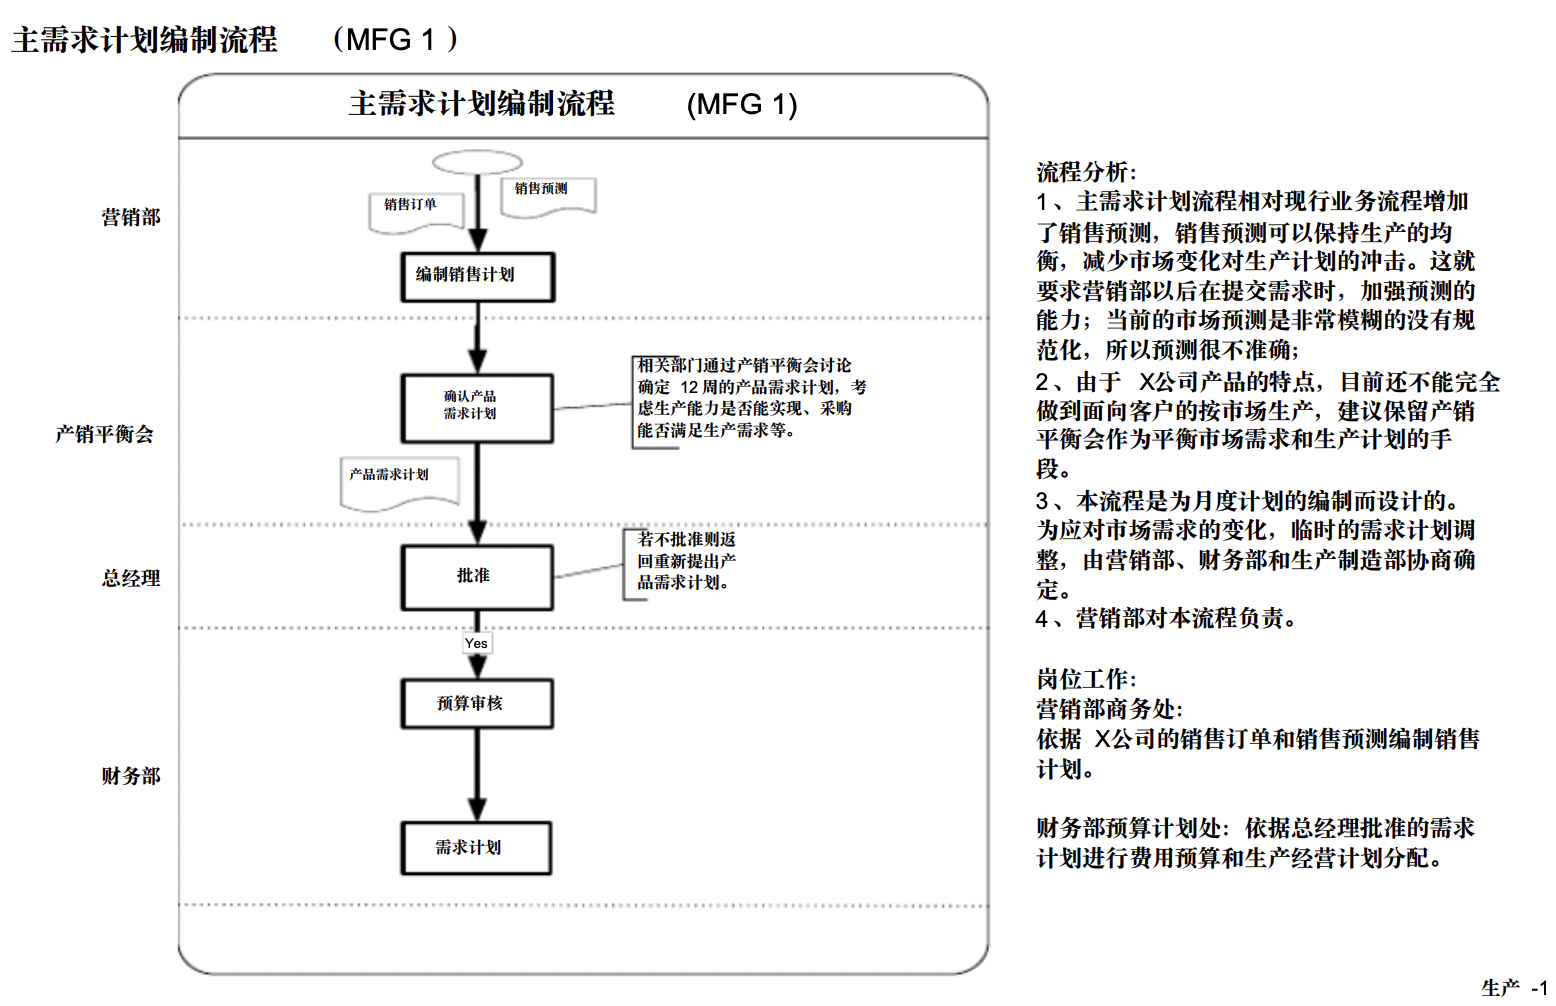 主需求计划编制流程 （MFG 1 ）
主需求计划编制流程 (MFG 1)
营销部
销售订单
销售预测
编制销售计划
产销平衡会
确认产品
需求计划
相关部门通过产销平衡会讨论
确定 12 周的产品需求计划，考
虑生产能力是否能实现、采购
能否满足生产需求等。
产品需求计划
总经理
批准
若不批准则返
回重新提出产
品需求计划。
Yes
财务部
预算审核
需求计划
流程分析：
1 、主需求计划流程相对现行业务流程增加
了销售预测，销售预测可以保持生产的均
衡，减少市场变化对生产计划的冲击。这就
要求营销部以后在提交需求时，加强预测的
能力；当前的市场预测是非常模糊的没有规
范化，所以预测很不准确；
2 、由于 X公司产品的特点，目前还不能完全
做到面向客户的按市场生产，建议保留产销
平衡会作为平衡市场需求和生产计划的手
段。
3 、本流程是为月度计划的编制而设计的。
为应对市场需求的变化，临时的需求计划调
整，由营销部、财务部和生产制造部协商确
定。
4 、营销部对本流程负责。
岗位工作：
营销部商务处：
依据 X公司的销售订单和销售预测编制销售
计划。
财务部预算计划处：依据总经理批准的需求
计划进行费用预算和生产经营计划分配。
生产 -1